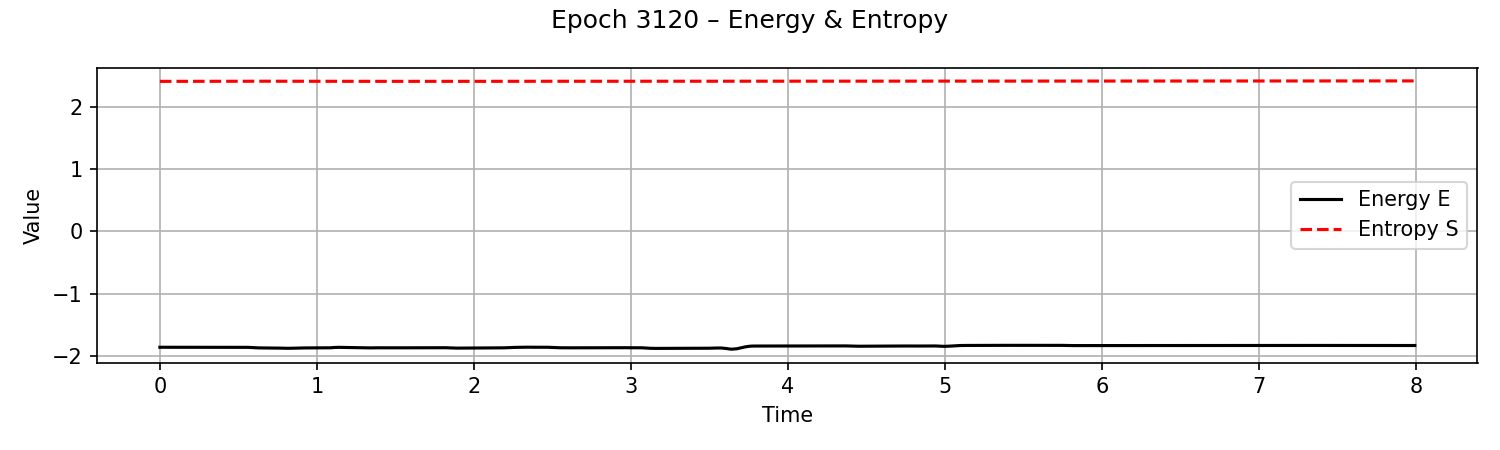 Epoch 3120 – Energy & Entropy
Value
2
1
0
−1
−2
Energy E
Entropy S
0 1 2 3 4 5 6 7 8
Time